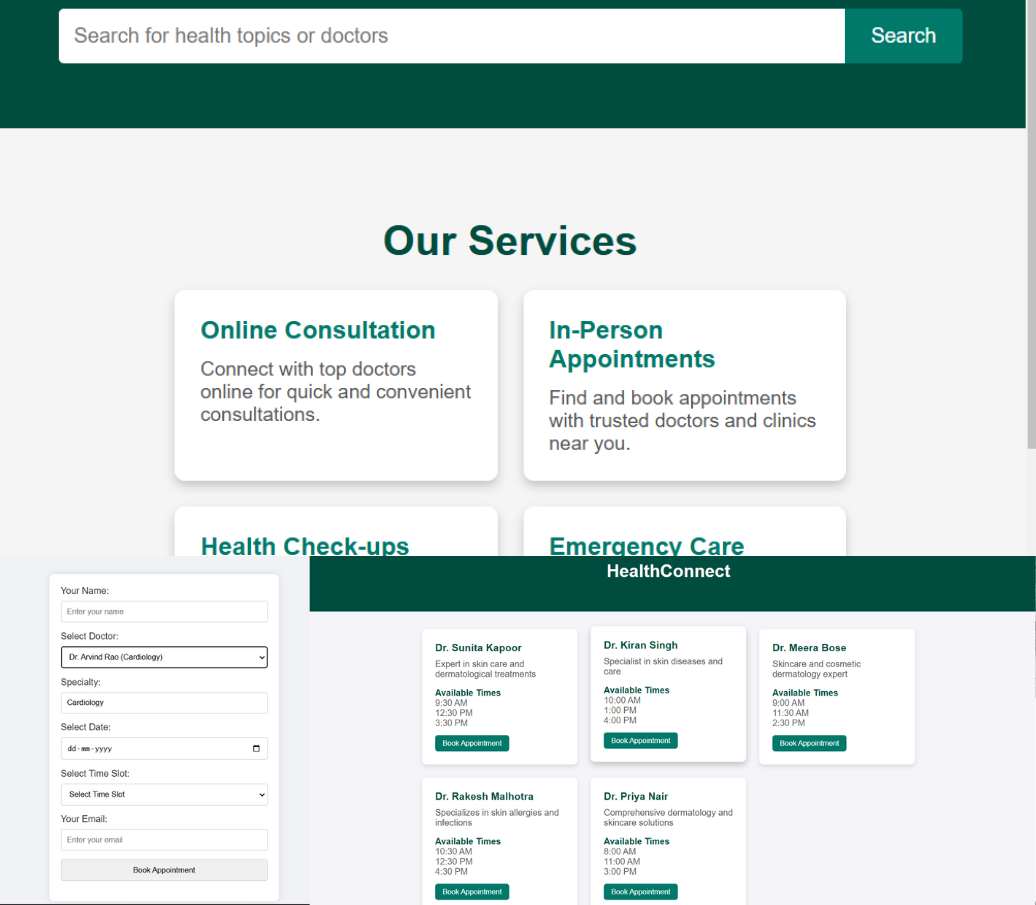 Search for health topics or doctors
Search
Our Services
Online Consultation
Connect with top doctors
online for quick and convenient
consultations.
In-Person
Appointments
Find and book appointments
with trusted doctors and clinics
near you.
Health Check-ups
Emergency Care
Your Name:
Enter your name
Select Doctor:
Dr. Arvind Rao (Cardiology)
Specialty:
Cardiology
Select Date:
dd-mm-yyyy
Select Time Slot:
Select Time Slot
Your Email:
Enter your email
Book Appointment
HealthConnect
Dr. Sunita Kapoor
Expert in skin care and
dermatological treatments
Available Times
9:30 AM
12:30 PM
3:30 PM
Book Appointment
Dr. Kiran Singh
Specialist in skin diseases and
care
Available Times
10:00 AM
1:00 PM
4:00 PM
Book Appointment
Dr. Meera Bose
Skincare and cosmetic
dermatology expert
Available Times
9:00 AM
11:30 AM
2:30 PM
Book Appointment
Dr. Rakesh Malhotra
Specializes in skin allergies and
infections
Available Times
10:30 AM
12:30 PM
4:30 PM
Book Appointment
Dr. Priya Nair
Comprehensive dermatology and
skincare solutions
Available Times
8:00 AM
11:00 AM
3:00 PM
Book Appointment